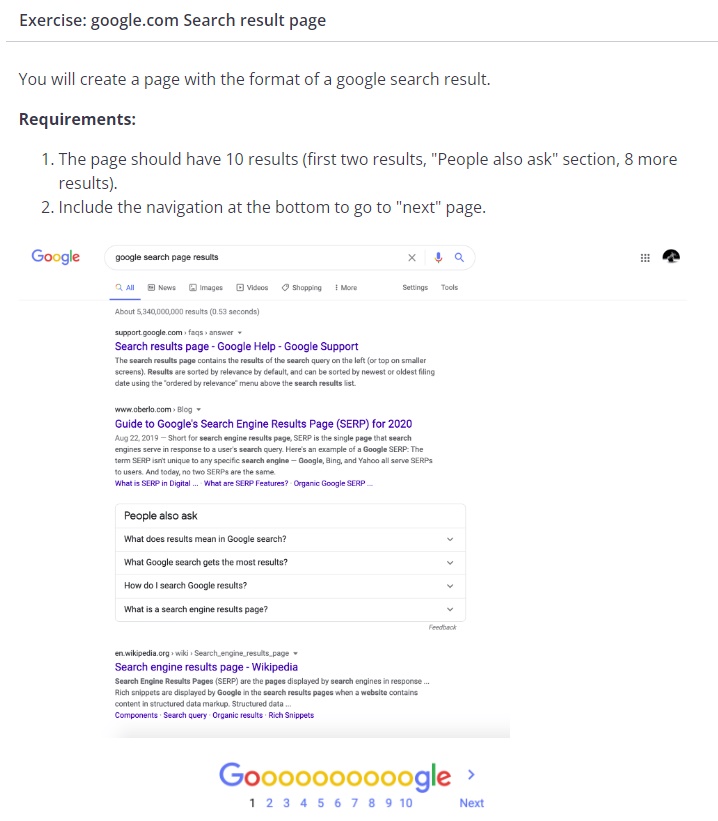 Exercise: google.com Search result page
You will create a page with the format of a google search result.
Requirements:
1. The page should have 10 results (first two results, "People also ask" section, 8 more
results).
2. Include the navigation at the bottom to go to "next" page.
Google
google search page results
All News Images Videos Shopping More Settings Tools
About 5,340,000,000 results (0.53 seconds)
support.google.com › faqs › answer
Search results page - Google Help - Google Support
The search results page contains the results of the search query on the left (or top on smaller
screens). Results are sorted by relevance by default, and can be sorted by newest or oldest filing
date using the "ordered by relevance" menu above the search results list.
www.oberlo.com › Blog
Guide to Google's Search Engine Results Page (SERP) for 2020
Aug 22, 2019 — Short for search engine results page, SERP is the single page that search
engines serve in response to a user's search query. Here's an example of a Google SERP: The
term SERP isn't unique to any specific search engine — Google, Bing, and Yahoo all serve SERPs
to users. And today, no two SERPs are the same.
What is SERP in Digital ... · What are SERP Features? · Organic Google SERP ...
People also ask
What does results mean in Google search?
What Google search gets the most results?
How do I search Google results?
What is a search engine results page?
Feedback
en.wikipedia.org › wiki › Search_engine_results_page
Search engine results page - Wikipedia
Search Engine Results Pages (SERP) are the pages displayed by search engines in response ...
Rich snippets are displayed by Google in the search results pages when a website contains
content in structured data markup. Structured data ...
Components · Search query · Organic results · Rich Snippets
Goooooooooogle >
1 2 3 4 5 6 7 8 9 10 Next